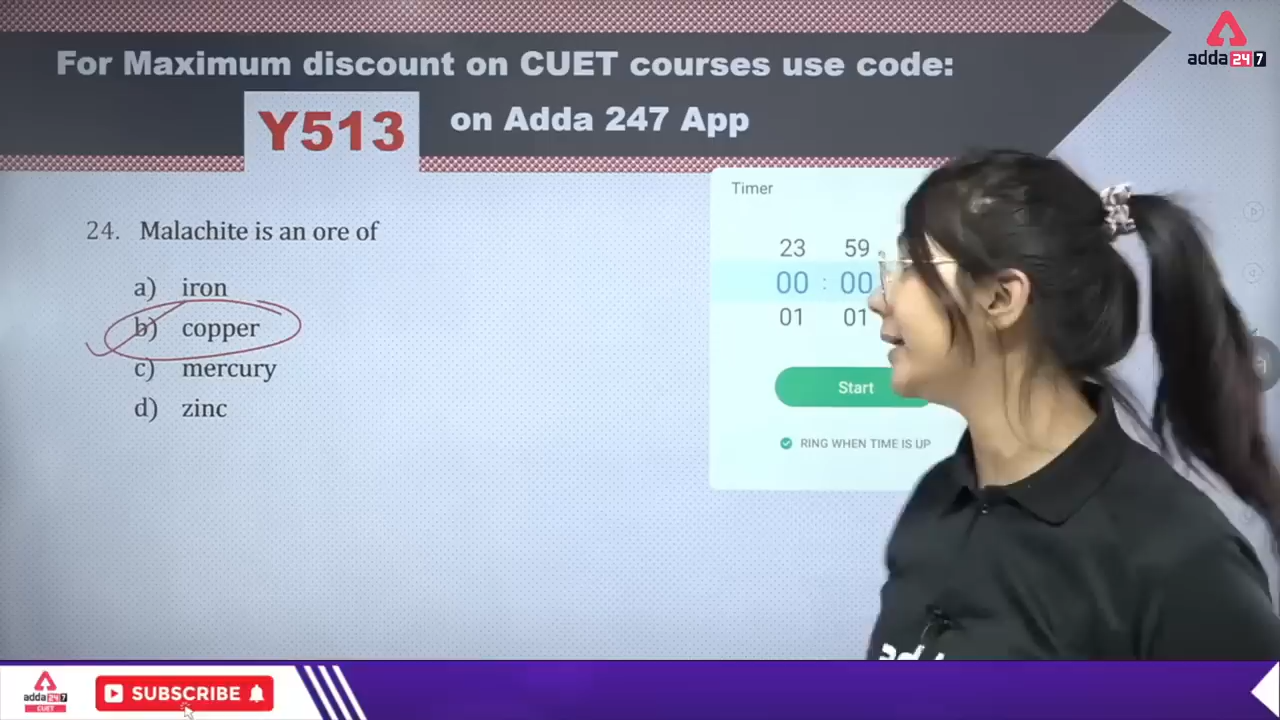 For Maximum discount on CUET courses use code:
Y513 on Adda 247 App
adda 247
Timer
24. Malachite is an ore of
a) iron
b) copper
c) mercury
d) zinc
23 59
00 : 00
01 01
Start
RING WHEN TIME IS UP
adda247
CUET
SUBSCRIBE